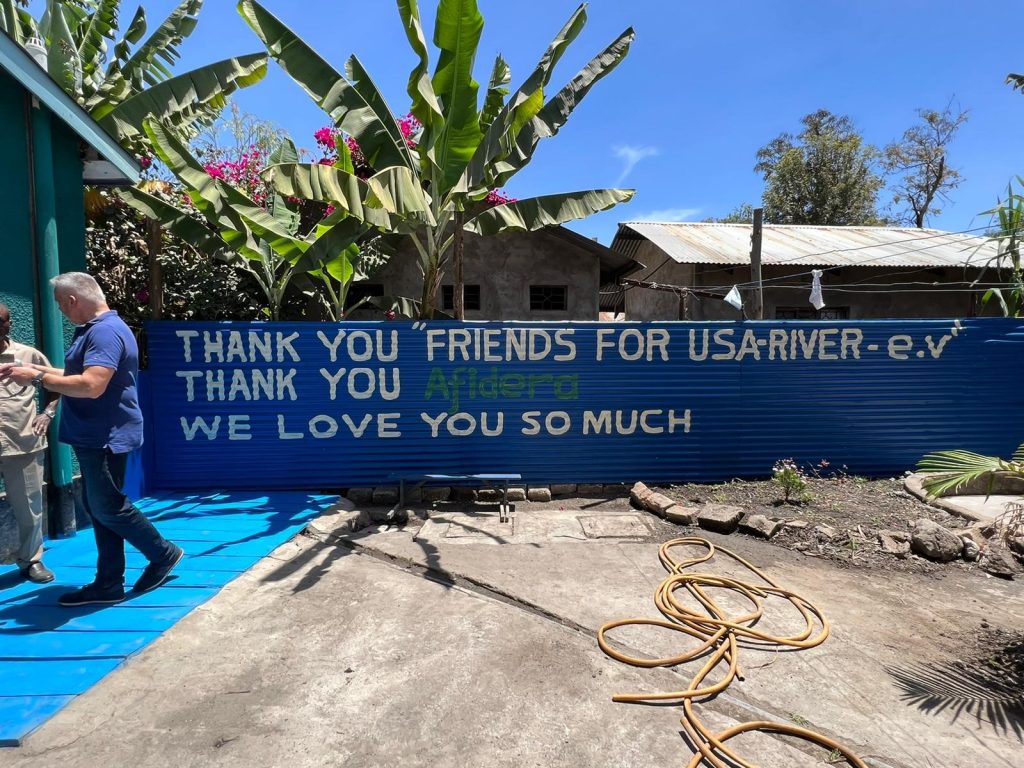 THANK YOU "FRIENDS FOR USA-RIVER-e.v"
THANK YOU Afidera
WE LOVE YOU SO MUCH